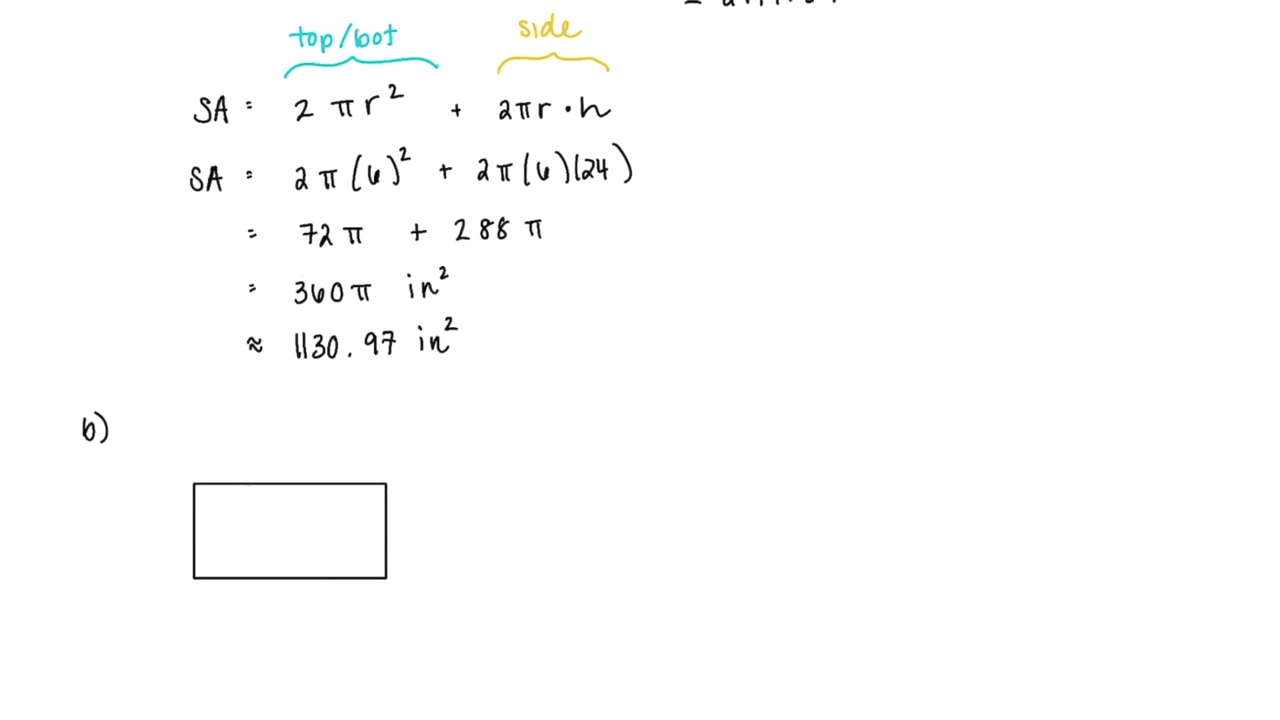 top/bot side
SA = 2πr² + 2πr・h
SA = 2π(6)² + 2π(6)(24)
= 72π + 288π
= 360π in²
≈ 1130.97 in²
b)